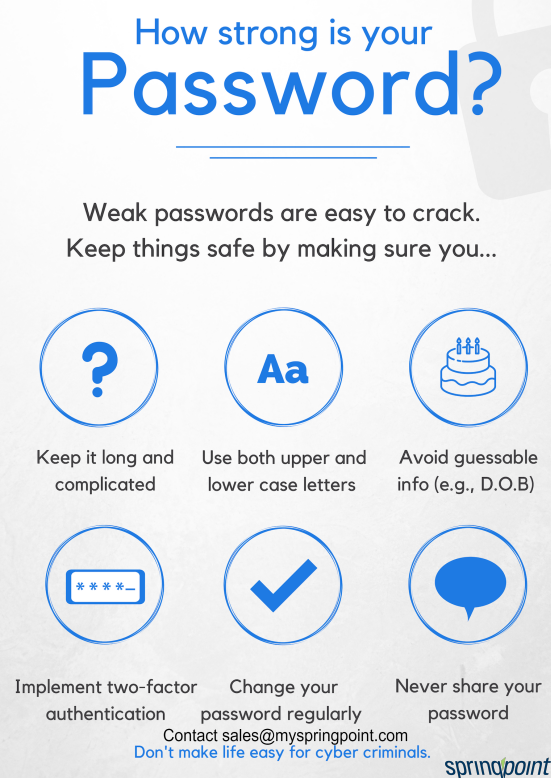 How strong is your
Password?
Weak passwords are easy to crack.
Keep things safe by making sure you...
?
Aa
Keep it long and
complicated
Use both upper and
lower case letters
Avoid guessable
info (e.g., D.O.B)
****_
Implement two-factor
authentication
Change your
password regularly
Never share your
password
Contact sales@myspringpoint.com
Don't make life easy for cyber criminals.
springpoint